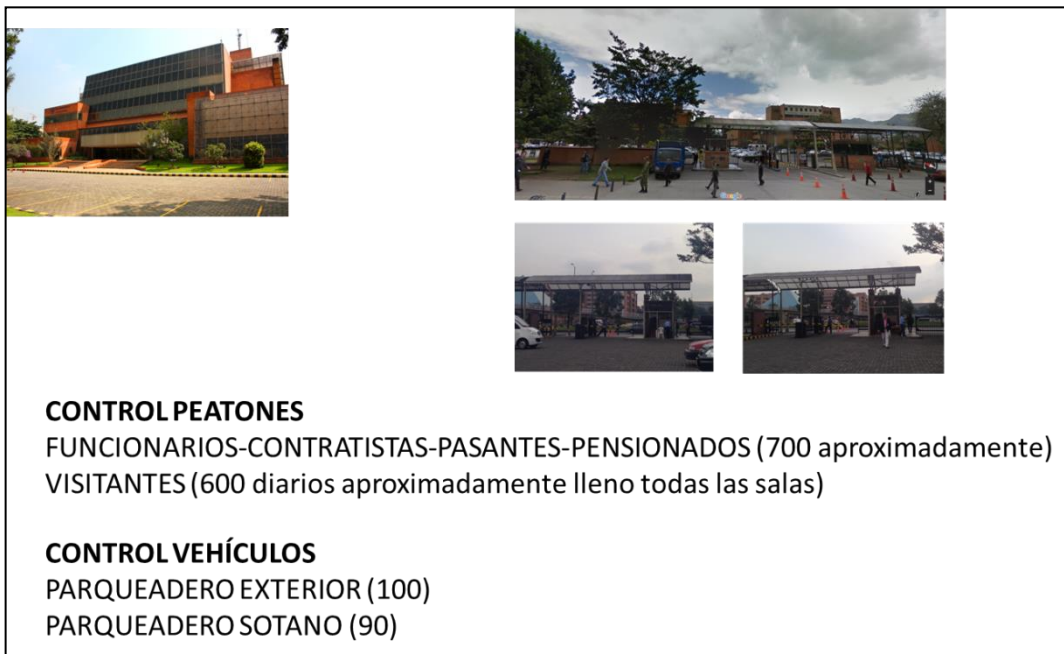 CONTROL PEATONES
FUNCIONARIOS-CONTRATISTAS-PASANTES-PENSIONADOS (700 aproximadamente)
VISITANTES (600 diarios aproximadamente lleno todas las salas)
CONTROL VEHÍCULOS
PARQUEADERO EXTERIOR (100)
PARQUEADERO SOTANO (90)